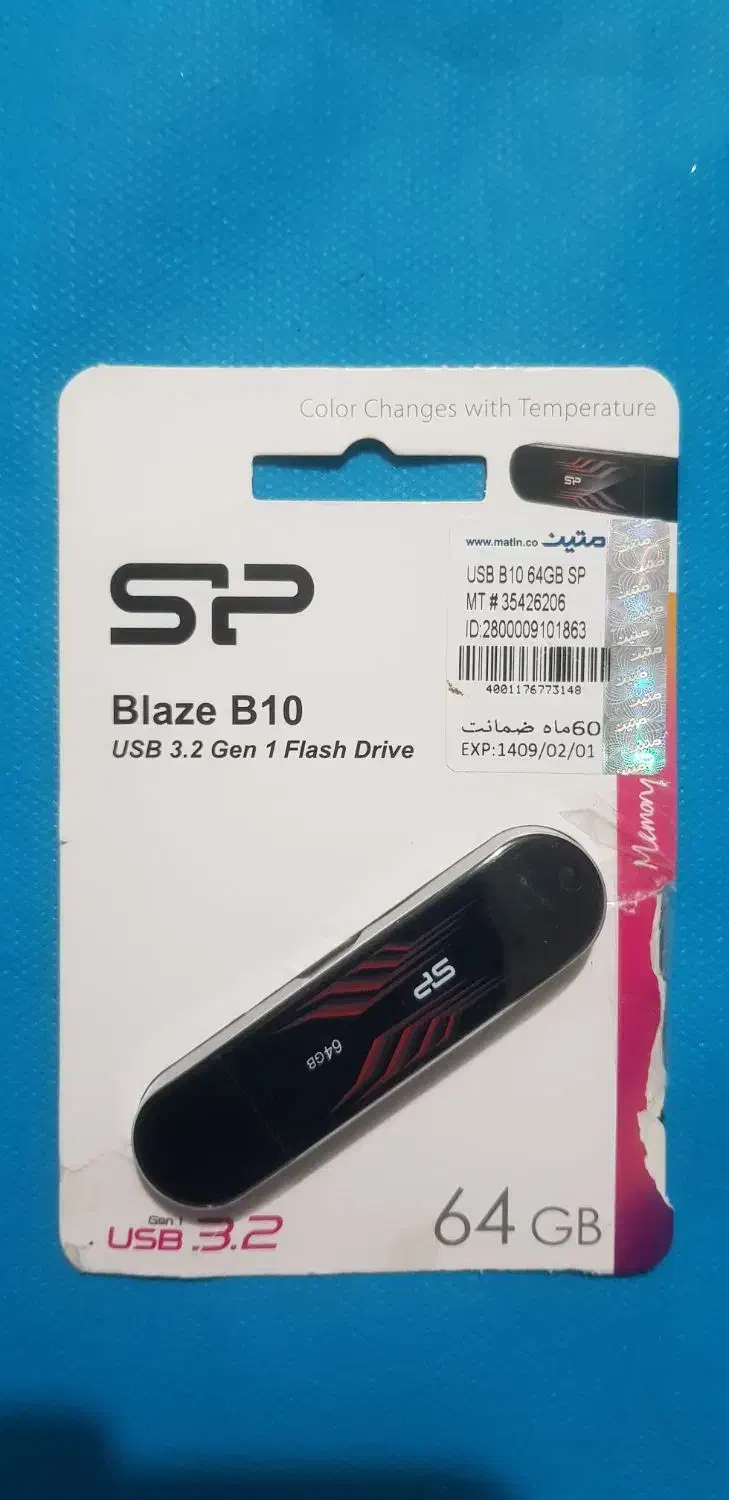 Color Changes with Temperature
SP
www.matin.co متین
USB B10 64GB SP
MT # 35426206
ID:2800009101863
4001176773148
60ماه ضمانت
EXP:1409/02/01
متین
SP
Blaze B10
USB 3.2 Gen 1 Flash Drive
Memory
SP
64GB
Gen 1
USB 3.2
64 GB